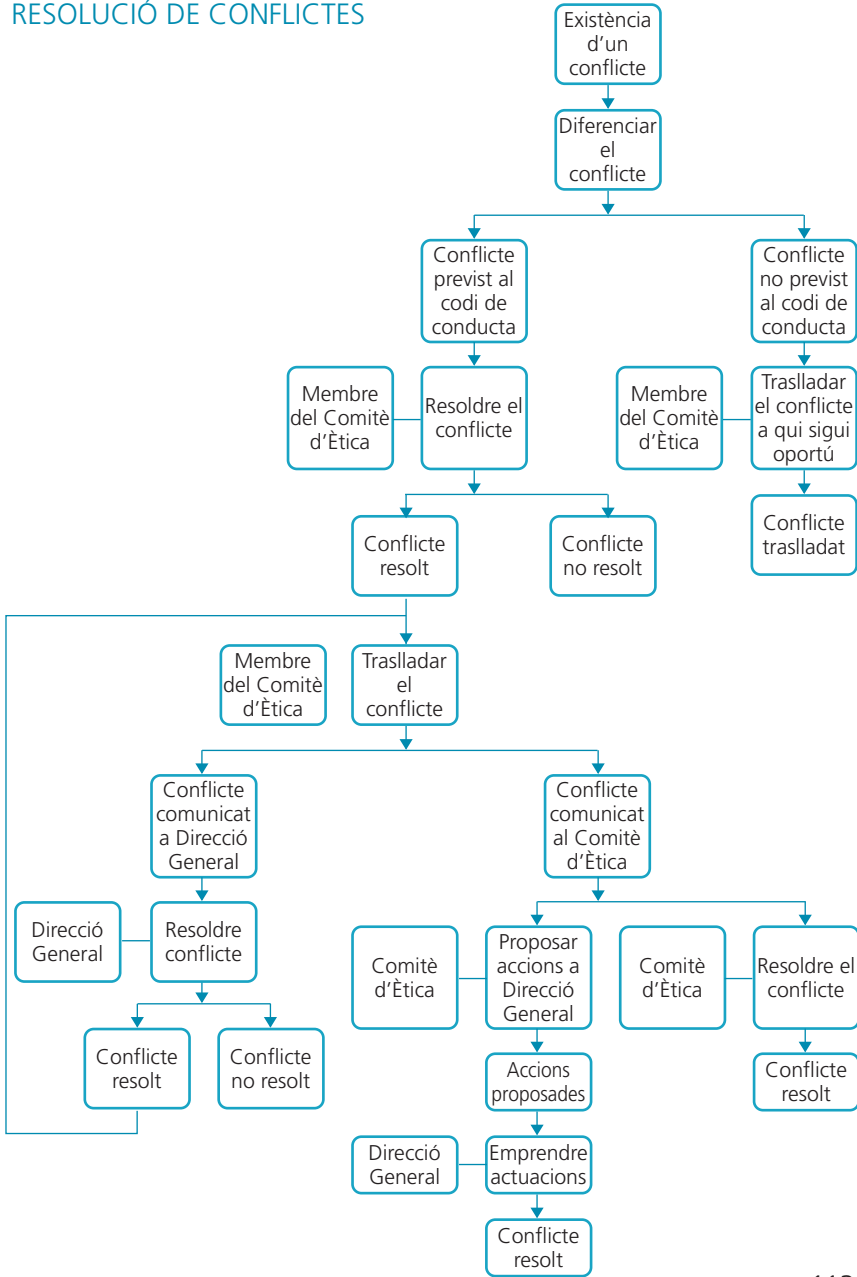 RESOLUCIÓ DE CONFLICTES
Existència
d'un
conflicte
Diferenciar
el
conflicte
Conflicte
previst al
codi de
conducta
Conflicte
no previst
al codi de
conducta
Membre
del Comitè
d'Ètica
Resoldre el
conflicte
Membre
del Comitè
d'Ètica
Traslladar
el conflicte
a qui sigui
oportú
Conflicte
resolt
Conflicte
no resolt
Conflicte
traslladat
Membre
del Comitè
d'Ètica
Traslladar
el
conflicte
Conflicte
comunicat
a Direcció
General
Conflicte
comunicat
al Comitè
d'Ètica
Direcció
General
Resoldre
conflicte
Comitè
d'Ètica
Proposar
accions a
Direcció
General
Comitè
d'Ètica
Resoldre el
conflicte
Conflicte
resolt
Conflicte
no resolt
Accions
proposades
Conflicte
resolt
Direcció
General
Emprendre
actuacions
Conflicte
resolt